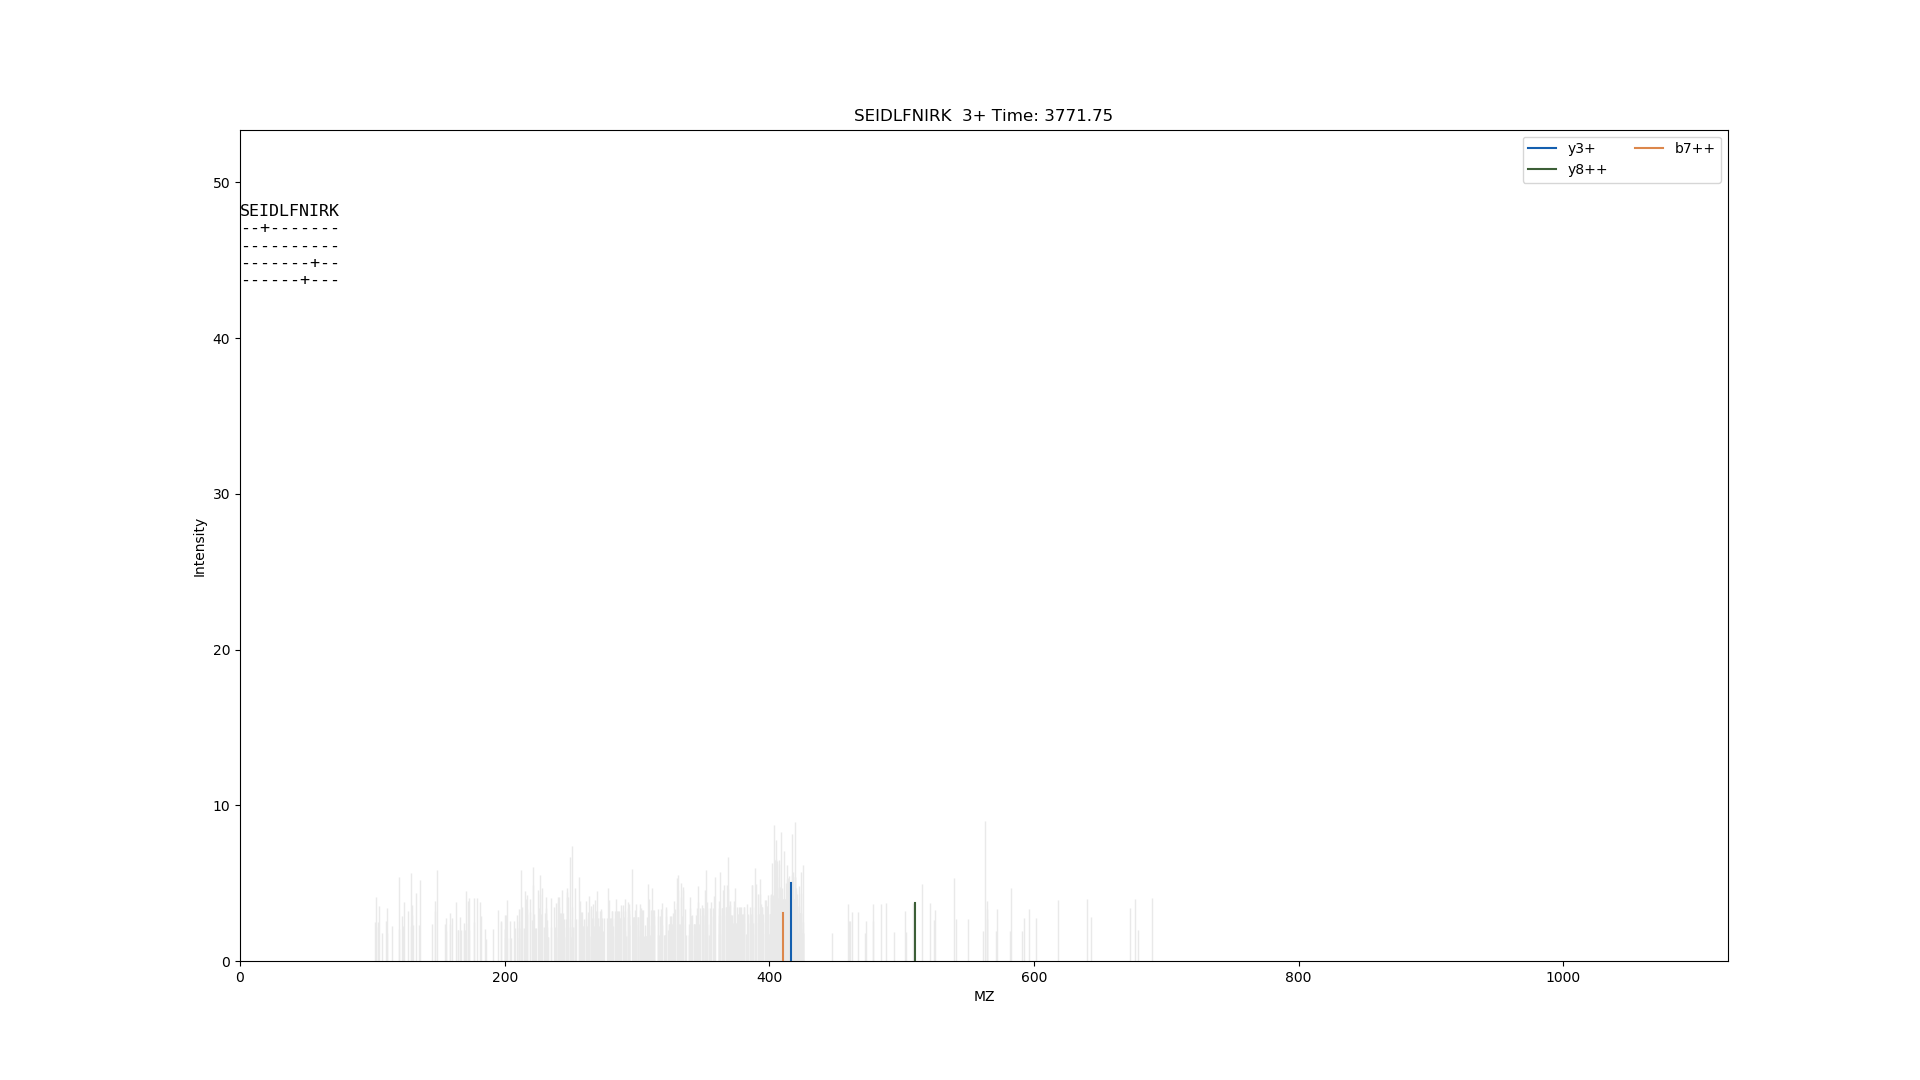 SEIDLFNIRK  3+ Time: 3771.75
y3+
y8++
b7++
SEIDLFNIRK
--+-------
----------
-------+--
------+---
50
40
30
20
10
0
Intensity
0 200 400 600 800 1000
MZ